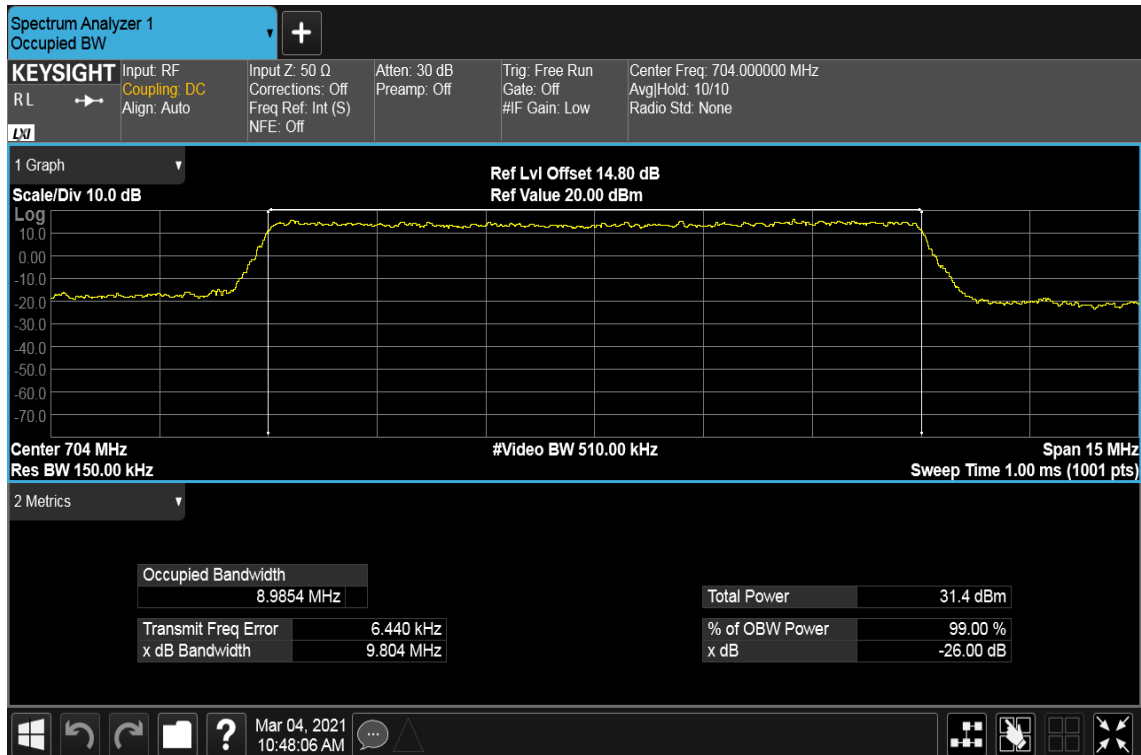 Spectrum Analyzer 1
Occupied BW
+
KEYSIGHT
R L
LXI
Input: RF
Coupling: DC
Align: Auto
Input Z: 50 Ω
Corrections: Off
Freq Ref: Int (S)
NFE: Off
Atten: 30 dB
Preamp: Off
Trig: Free Run
Gate: Off
#IF Gain: Low
Center Freq: 704.000000 MHz
Avg|Hold: 10/10
Radio Std: None
1 Graph
Ref Lvl Offset 14.80 dB
Scale/Div 10.0 dB
Ref Value 20.00 dBm
Log
10.0
0.00
-10.0
-20.0
-30.0
-40.0
-50.0
-60.0
-70.0
Center 704 MHz
#Video BW 510.00 kHz
Span 15 MHz
Res BW 150.00 kHz
Sweep Time 1.00 ms (1001 pts)
2 Metrics
Occupied Bandwidth
8.9854 MHz
Transmit Freq Error 6.440 kHz
x dB Bandwidth 9.804 MHz
Total Power 31.4 dBm
% of OBW Power 99.00 %
x dB -26.00 dB
?
Mar 04, 2021
10:48:06 AM